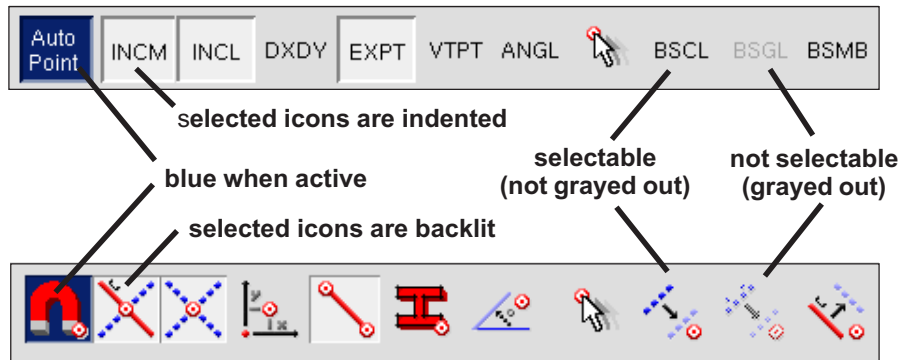 Auto
Point
INCM INCL DXDY EXPT VTPT ANGL BSCL BSGL BSMB
selected icons are indented
blue when active
selectable
(not grayed out)
not selectable
(grayed out)
selected icons are backlit